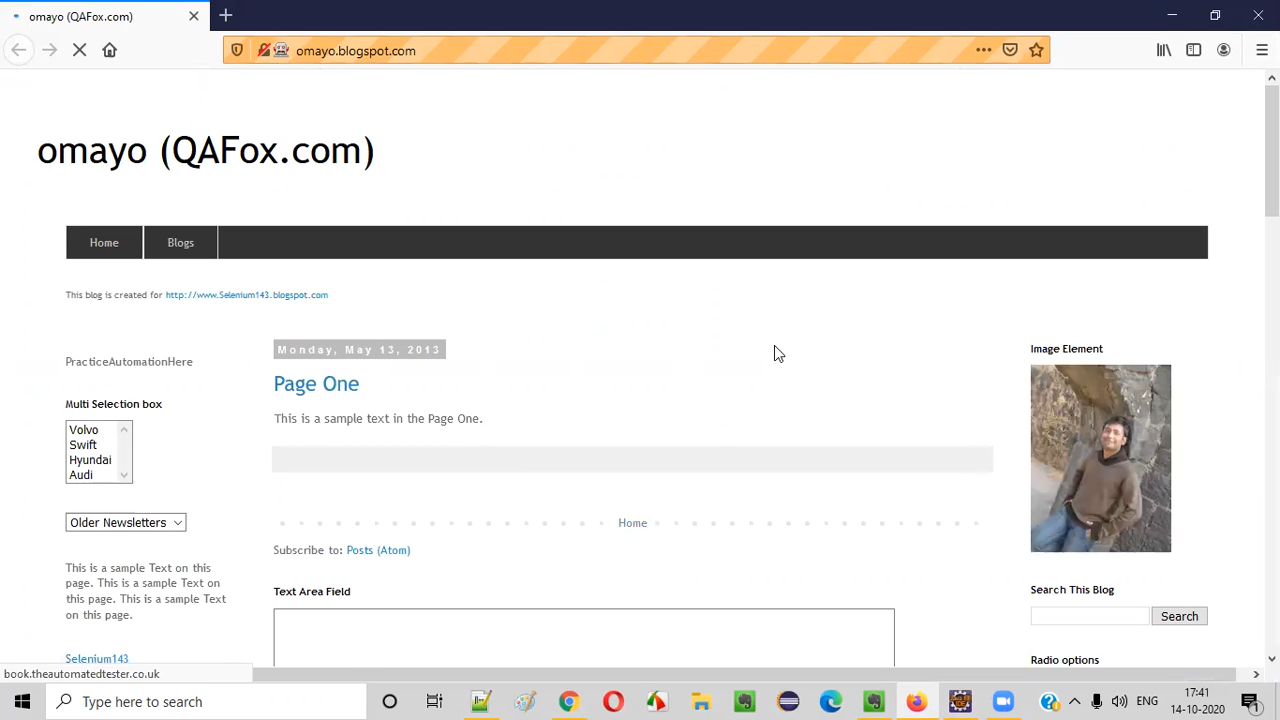 omayo (QAFox.com)
omayo.blogspot.com
omayo (QAFox.com)
Home
Blogs
This blog is created for http://www.Selenium143.blogspot.com
PracticeAutomationHere
Multi Selection box
Volvo
Swift
Hyundai
Audi
Older Newsletters
This is a sample Text on this
page. This is a sample Text on
this page. This is a sample Text
on this page.
Selenium143
Monday, May 13, 2013
Page One
This is a sample text in the Page One.
Home
Subscribe to: Posts (Atom)
Text Area Field
Image Element
Search This Blog
Search
Radio options
book.theautomatedtester.co.uk
Type here to search
ENG
17:41
14-10-2020